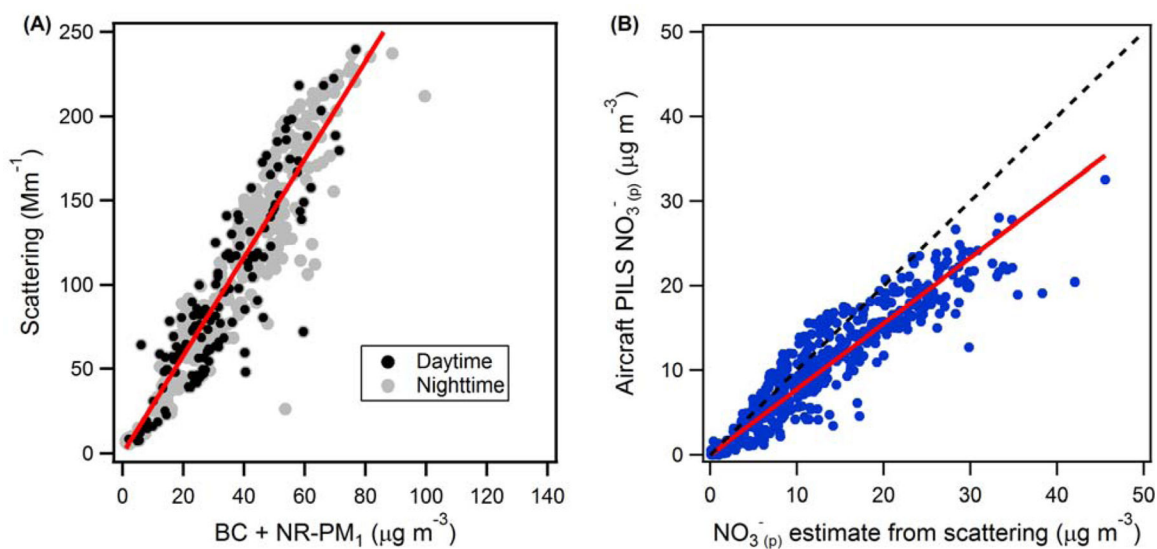 (A)
250
200
150
100
50
0
Scattering (Mm⁻¹)
Daytime
Nighttime
0 20 40 60 80 100 120 140
BC + NR-PM₁ (μg m⁻³)
(B)
50
40
30
20
10
0
Aircraft PILS NO₃⁻₍ₚ₎ (μg m⁻³)
0 10 20 30 40 50
NO₃⁻₍ₚ₎ estimate from scattering (μg m⁻³)